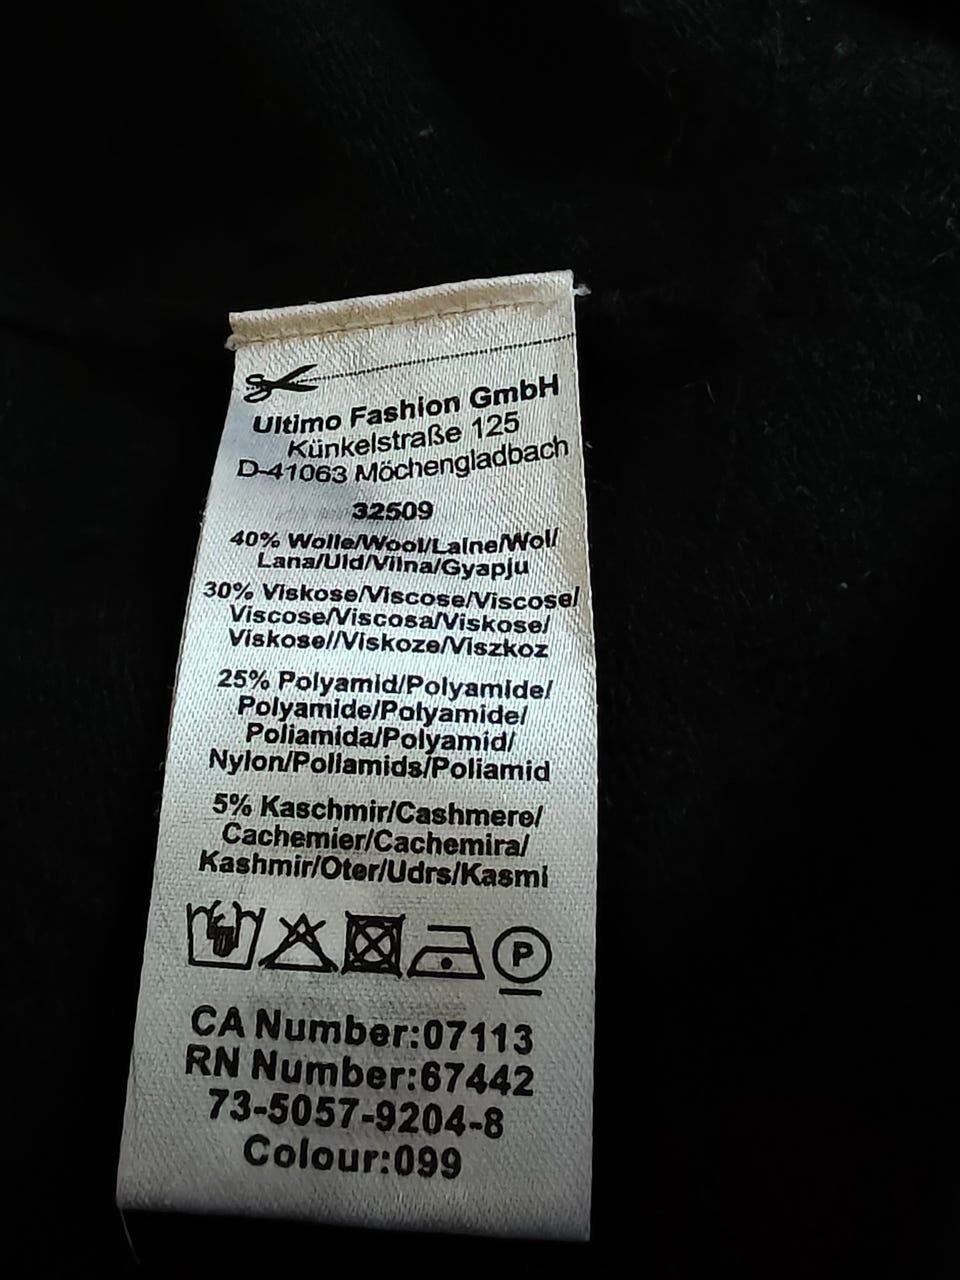 Ultimo Fashion GmbH
Künkelstraße 125
D-41063 Möchengladbach
32509
40% Wolle/Wool/Laine/Wol/
Lana/Uld/Vilna/Gyapju
30% Viskose/Viscose/Viscose/
Viscose/Viscosa/Viskose/
Viskose//Viskoze/Viszkoz
25% Polyamid/Polyamide/
Polyamide/Polyamide/
Poliamida/Polyamid/
Nylon/Poliamids/Poliamid
5% Kaschmir/Cashmere/
Cachemier/Cachemira/
Kashmir/Oter/Udrs/Kasmi
P
CA Number:07113
RN Number:67442
73-5057-9204-8
Colour:099